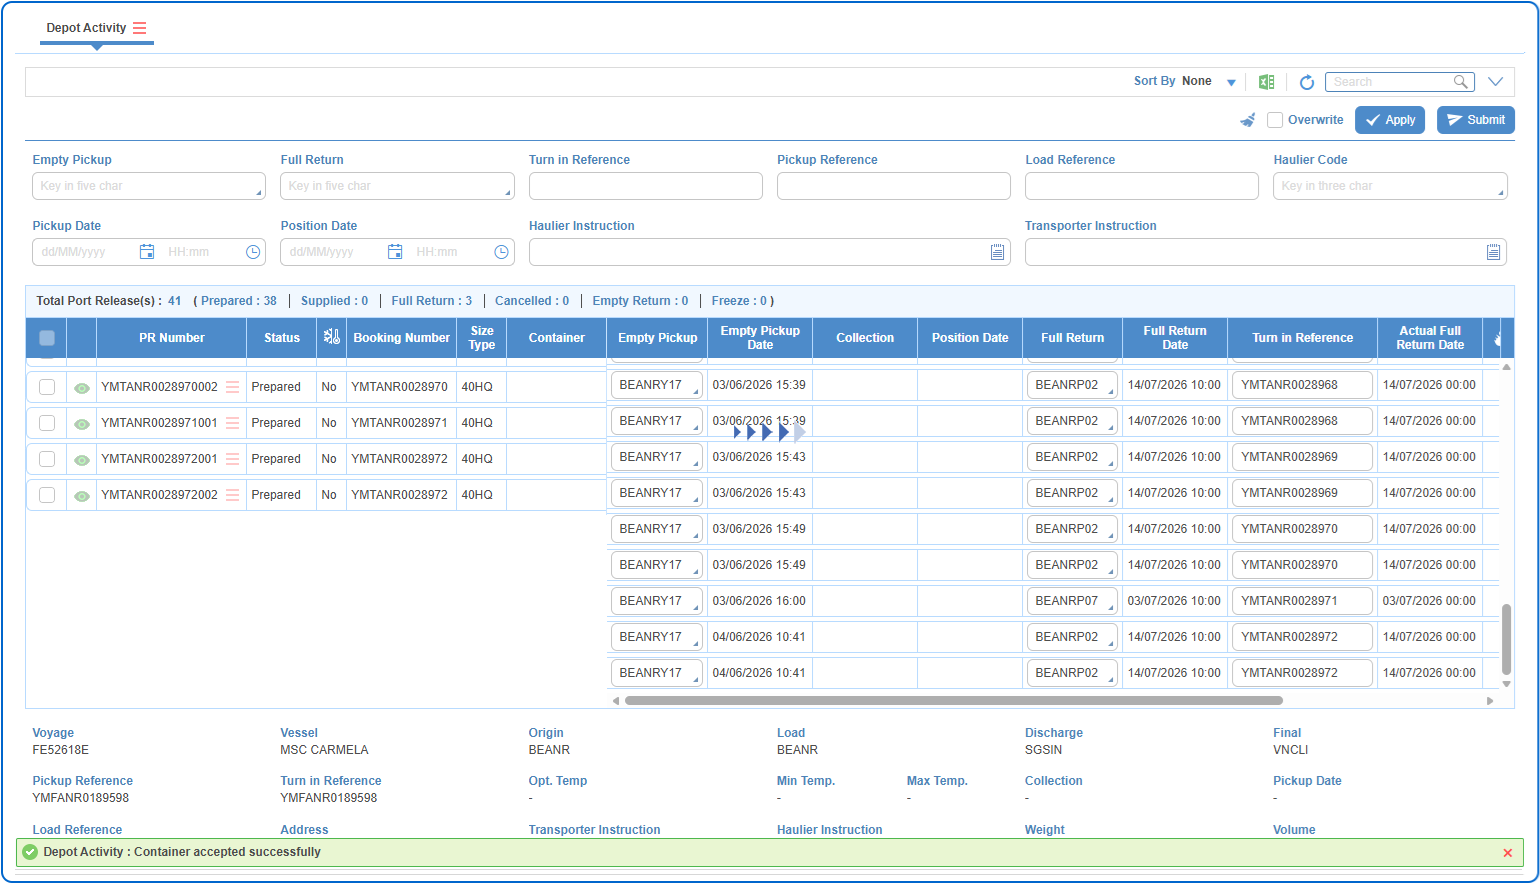 Depot Activity
Sort By None Search
Overwrite Apply Submit
Empty Pickup Full Return Turn in Reference Pickup Reference Load Reference Haulier Code
Key in five char Key in five char Key in three char
Pickup Date Position Date Haulier Instruction Transporter Instruction
dd/MM/yyyy HH:mm dd/MM/yyyy HH:mm
Total Port Release(s) : 41 ( Prepared : 38 | Supplied : 0 | Full Return : 3 | Cancelled : 0 | Empty Return : 0 | Freeze : 0 )
PR Number Status Booking Number Size Type Container Empty Pickup Empty Pickup Date Collection Position Date Full Return Full Return Date Turn in Reference Actual Full Return Date
YMTANR0028970002 Prepared No YMTANR0028970 40HQ BEANRY17 03/06/2026 15:39 BEANRP02 14/07/2026 10:00 YMTANR0028968 14/07/2026 00:00
YMTANR0028971001 Prepared No YMTANR0028971 40HQ BEANRY17 03/06/2026 15:39 BEANRP02 14/07/2026 10:00 YMTANR0028968 14/07/2026 00:00
YMTANR0028972001 Prepared No YMTANR0028972 40HQ BEANRY17 03/06/2026 15:43 BEANRP02 14/07/2026 10:00 YMTANR0028969 14/07/2026 00:00
YMTANR0028972002 Prepared No YMTANR0028972 40HQ BEANRY17 03/06/2026 15:43 BEANRP02 14/07/2026 10:00 YMTANR0028969 14/07/2026 00:00
BEANRY17 03/06/2026 15:49 BEANRP02 14/07/2026 10:00 YMTANR0028970 14/07/2026 00:00
BEANRY17 03/06/2026 15:49 BEANRP02 14/07/2026 10:00 YMTANR0028970 14/07/2026 00:00
BEANRY17 03/06/2026 16:00 BEANRP07 03/07/2026 10:00 YMTANR0028971 03/07/2026 00:00
BEANRY17 04/06/2026 10:41 BEANRP02 14/07/2026 10:00 YMTANR0028972 14/07/2026 00:00
BEANRY17 04/06/2026 10:41 BEANRP02 14/07/2026 10:00 YMTANR0028972 14/07/2026 00:00
Voyage Vessel Origin Load Discharge Final
FE52618E MSC CARMELA BEANR BEANR SGSIN VNCLI
Pickup Reference Turn in Reference Opt. Temp Min Temp. Max Temp. Collection Pickup Date
YMFANR0189598 YMFANR0189598 - - - - -
Load Reference Address Transporter Instruction Haulier Instruction Weight Volume
Depot Activity : Container accepted successfully